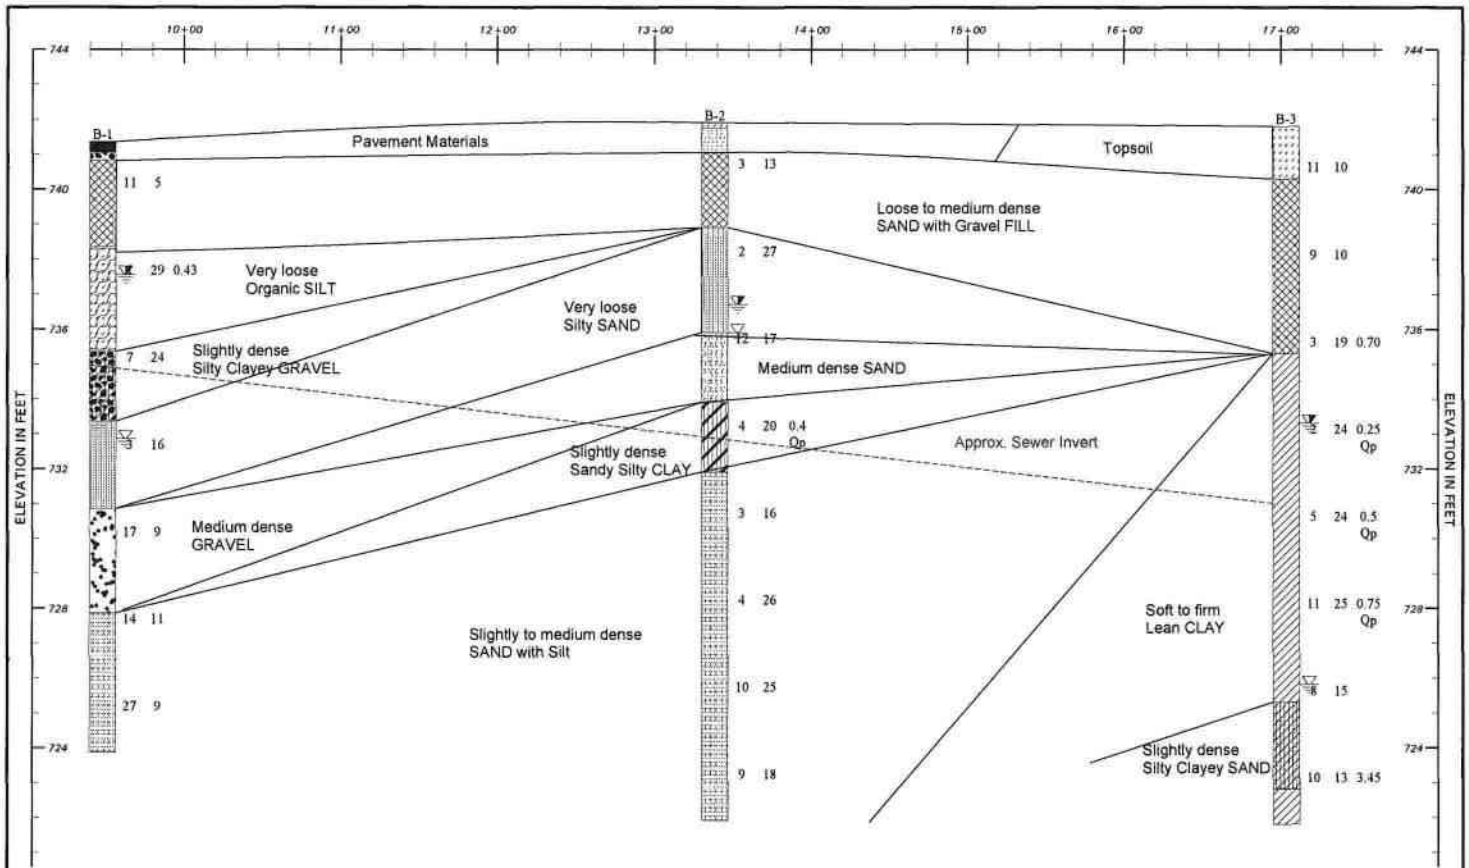 10+00 11+00 12+00 13+00 14+00 15+00 16+00 17+00
744 744
B-1 B-2 B-3
Pavement Materials
Topsoil
3 13
11 10
11 5
740 740
Loose to medium dense
SAND with Gravel FILL
2 27
9 10
29 0.43
Very loose
Organic SILT
Very loose
Silty SAND
736 736
12 17
3 19 0.70
7 24
Slightly dense
Silty Clayey GRAVEL
Medium dense SAND
4 20 0.4
Qp
24 0.25
Qp
3 16
Approx. Sewer Invert
Slightly dense
Sandy Silty CLAY
732 732
ELEVATION IN FEET
ELEVATION IN FEET
3 16
5 24 0.5
Qp
17 9
Medium dense
GRAVEL
4 26
11 25 0.75
Qp
728 728
14 11
Soft to firm
Lean CLAY
Slightly to medium dense
SAND with Silt
10 25
8 15
27 9
724 724
Slightly dense
Silty Clayey SAND
9 18
10 13 3.45